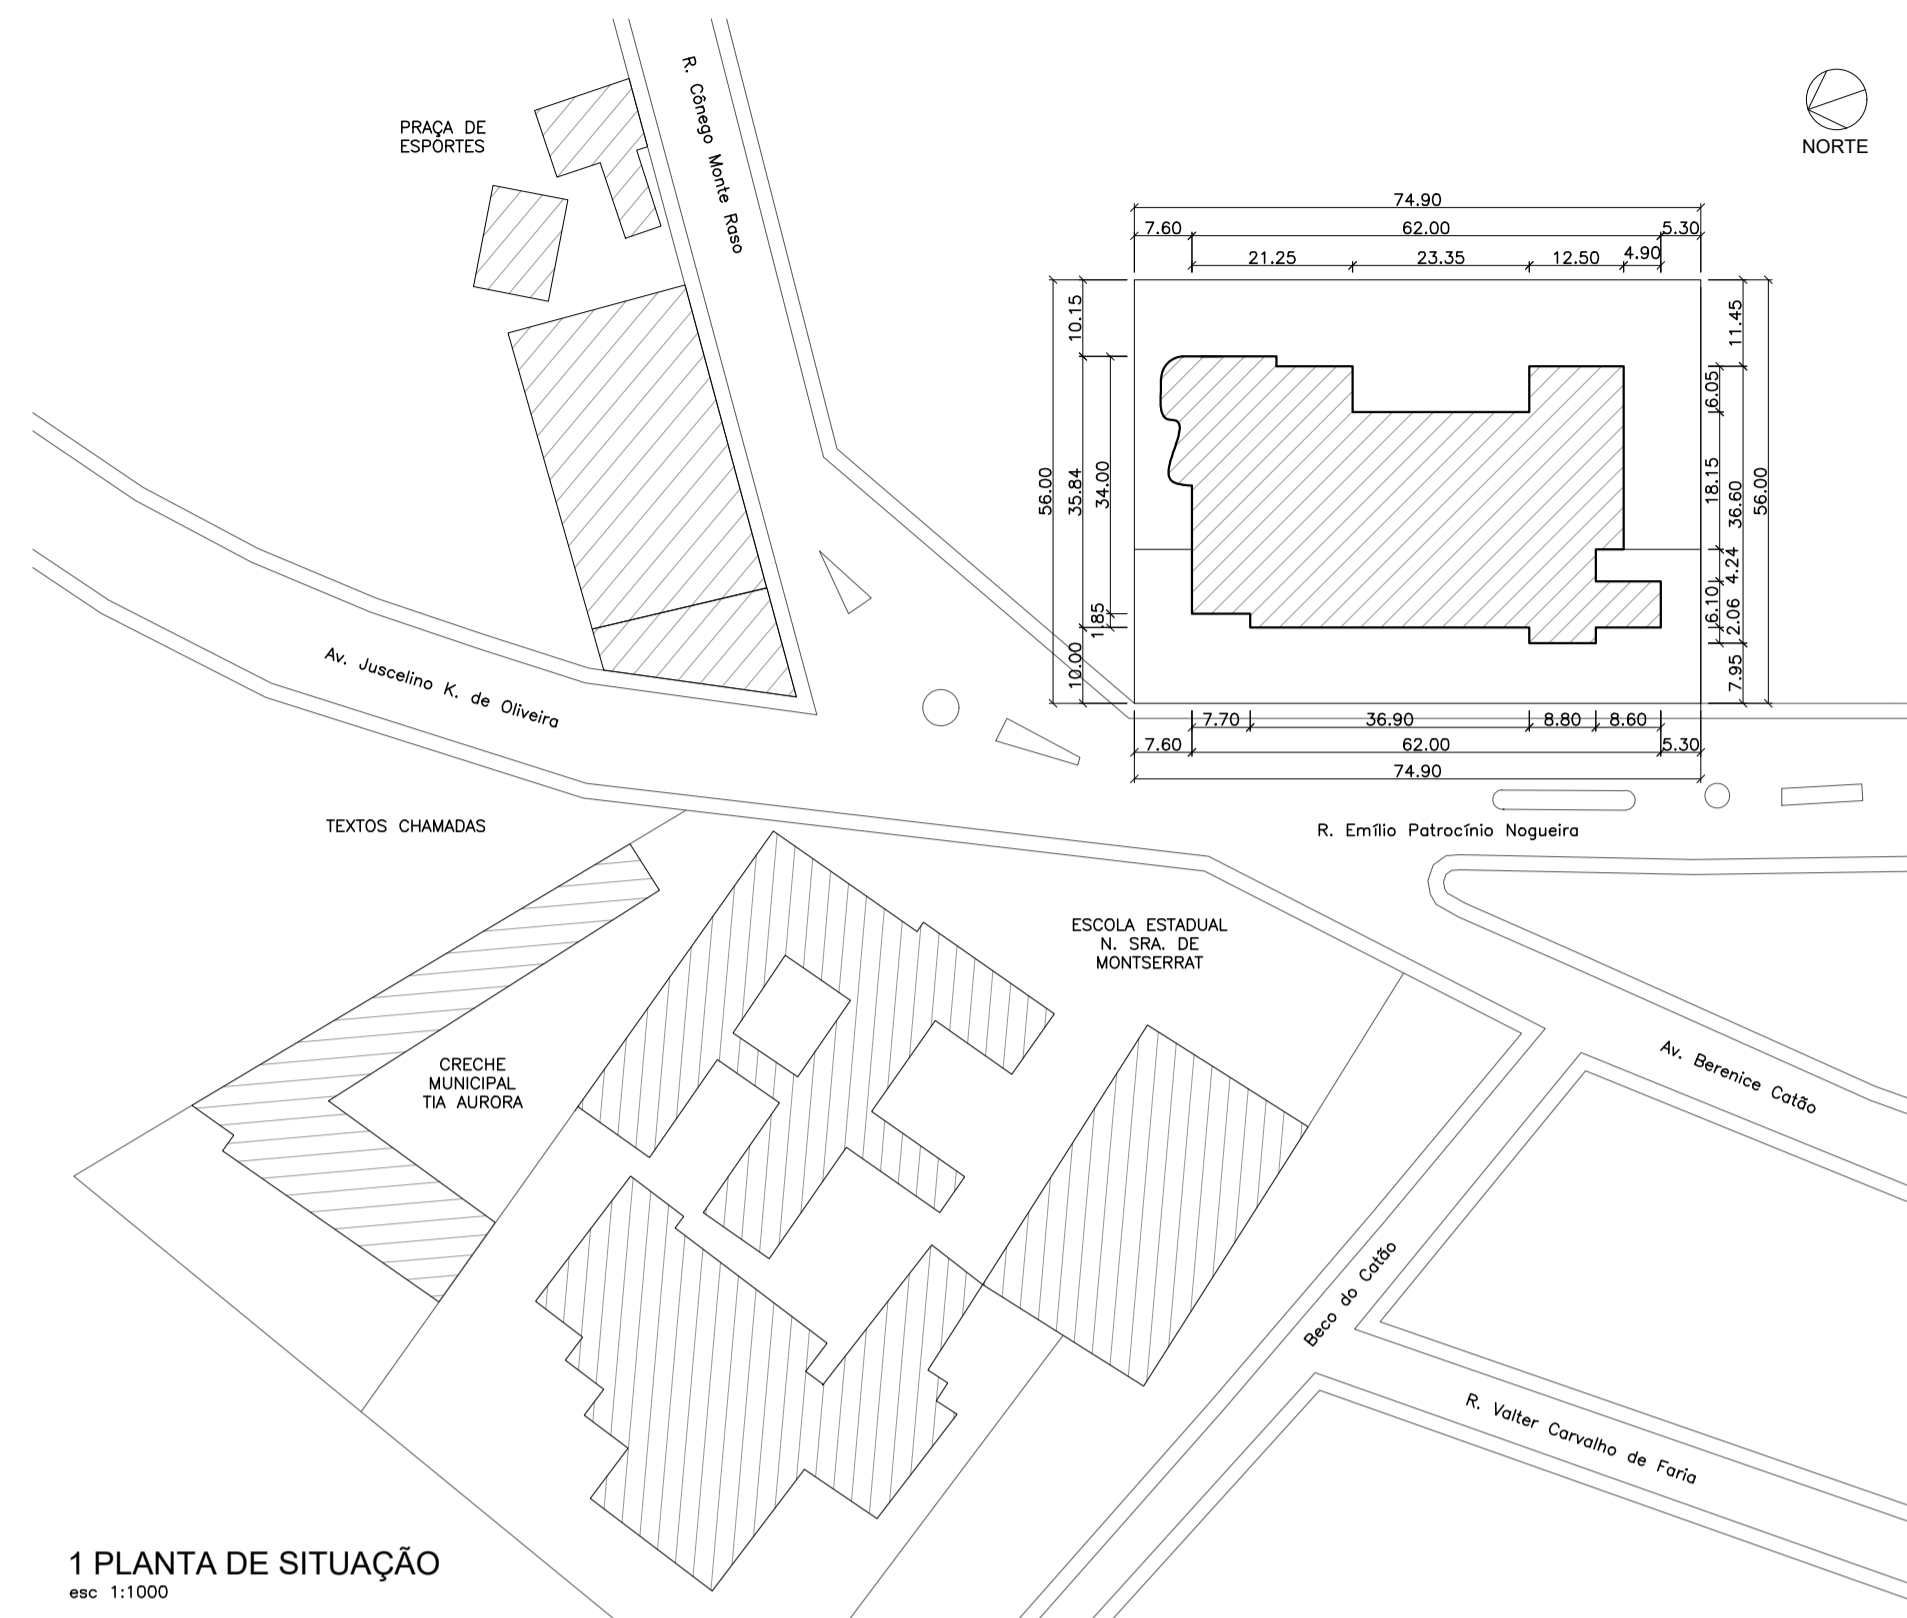 R. Cônego Monte Raso
PRAÇA DE
ESPORTES
NORTE
74.90
7.60
62.00
5.30
21.25
23.35
12.50
4.90
10.15
11.45
6.05
56.00
35.84
34.00
18.15
36.60
56.00
4.24
6.10
2.06
1.85
10.00
7.95
7.70
36.90
8.80
8.60
7.60
62.00
5.30
74.90
Av. Juscelino K. de Oliveira
TEXTOS CHAMADAS
R. Emílio Patrocínio Nogueira
ESCOLA ESTADUAL
N. SRA. DE
MONTSERRAT
CRECHE
MUNICIPAL
TIA AURORA
Av. Berenice Catão
Beco do Catão
R. Valter Carvalho de Faria
1 PLANTA DE SITUAÇÃO
esc 1:1000